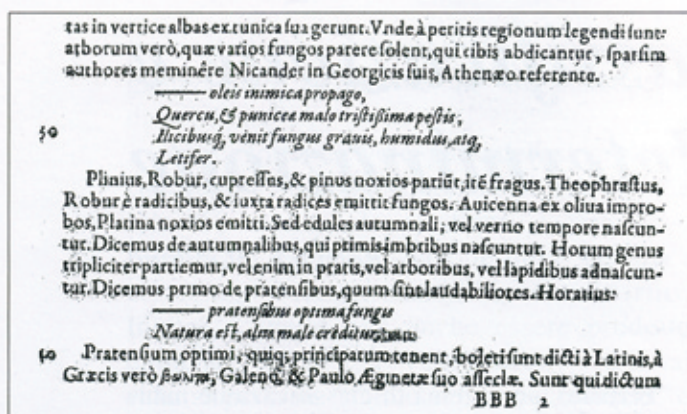 tas in vertice albas ex tunica ſua gerunt. Vnde à peritis regionum legendi ſunt:
arborum verò, quæ varios fungos parere ſolent, qui cibis abdicantur, ſparſim
authores meminêre Nicander in Georgicis ſuis, Athenæo referente.
—— oleis inimica propago,
Quercu, & puniceæ malo triſtißima peſtis,
50 Ilicibusq́, venit fungus grauis, humidus, atq,
Letifer.
Plinius, Robur, cupreſſus, & pinus noxios pariũt, itẽ fragus. Theophraſtus,
Robur è radicibus, & iuxta radices emittit fungos. Auicenna ex oliua impro-
bos, Platina noxios emitti. Sed edules autumnali, vel verno tempore naſcun-
tur. Dicemus de autumnalibus, qui primis imbribus naſcuntur. Horum genus
tripliciter partiemur, vel enim in pratis, vel arboribus, vel lapidibus adnaſcun-
tur. Dicemus primo de pratenſibus, quum ſint laudabiliores. Horatius:
—— pratenſibus optima fungis
Natura eſt, alijs male creditur.
60 Pratenſium optimi, quiq; principatum tenent, boleti ſunt dicti à Latinis, à
Græcis verò βωλίται, Galeno, & Paulo Æginetæ ſuo aſſeclæ. Sunt qui dictum
BBB 2